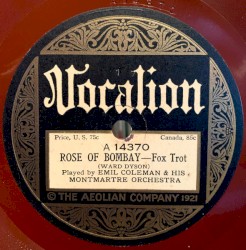 Vocalion
Price, U. S. 75c Canada, 85c
A 14370
ROSE OF BOMBAY—Fox Trot
(WARD DYSON)
Played by EMIL COLEMAN & HIS
MONTMARTRE ORCHESTRA
© THE AEOLIAN COMPANY 1921